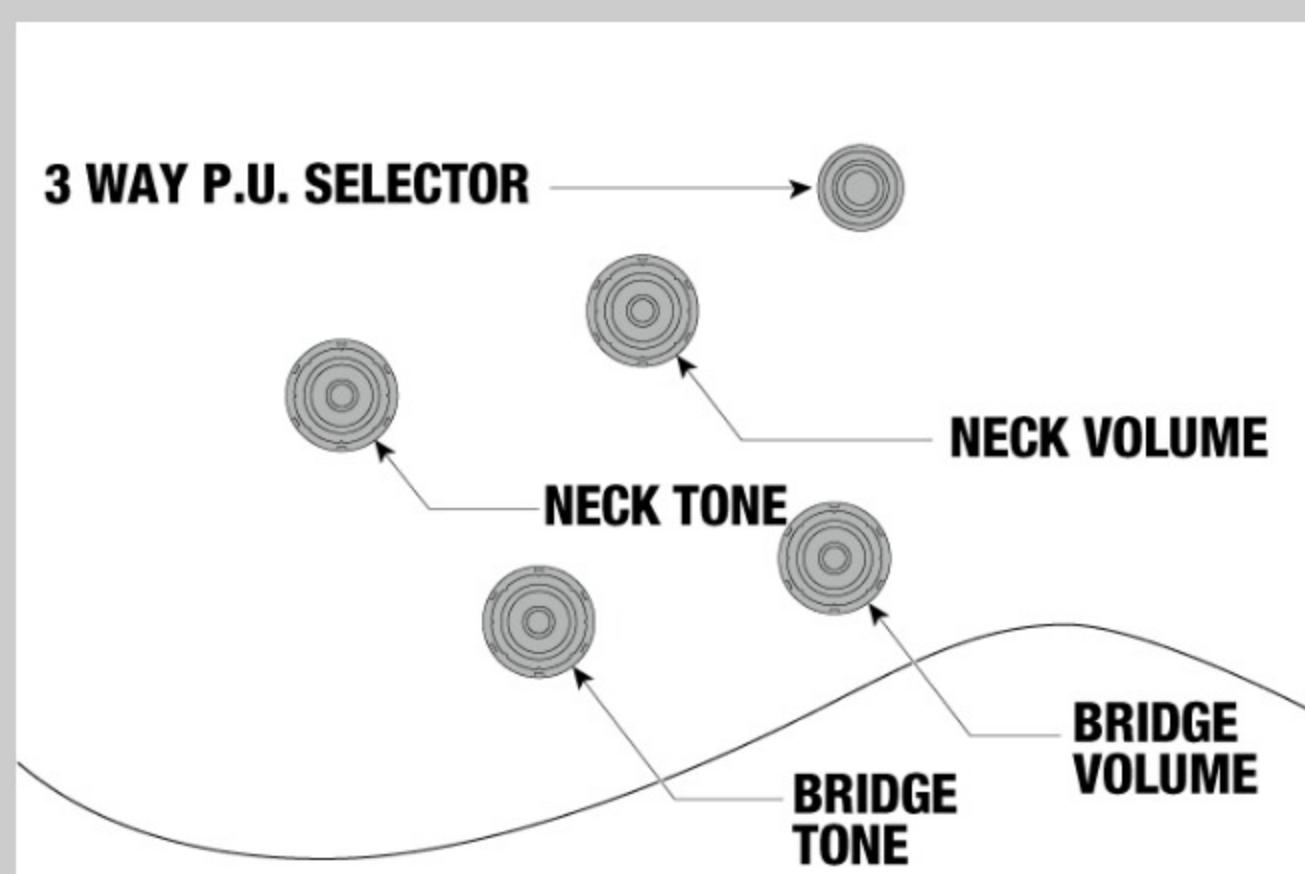 3 WAY P.U. SELECTOR
NECK VOLUME
NECK TONE
BRIDGE
VOLUME
BRIDGE
TONE